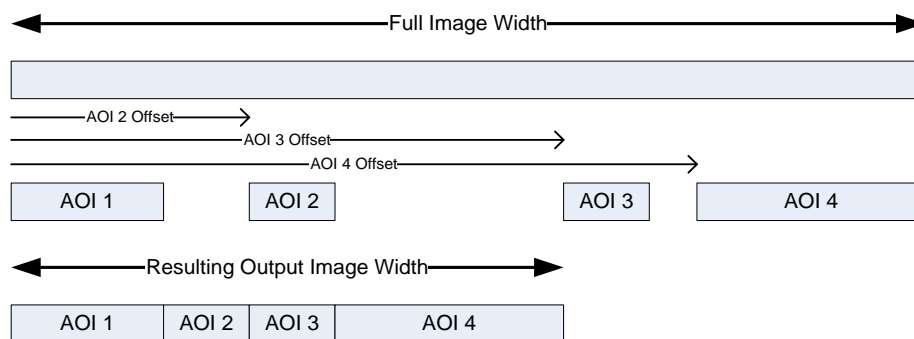 Full Image Width
AOI 2 Offset
AOI 3 Offset
AOI 4 Offset
AOI 1 AOI 2 AOI 3 AOI 4
Resulting Output Image Width
AOI 1 AOI 2 AOI 3 AOI 4